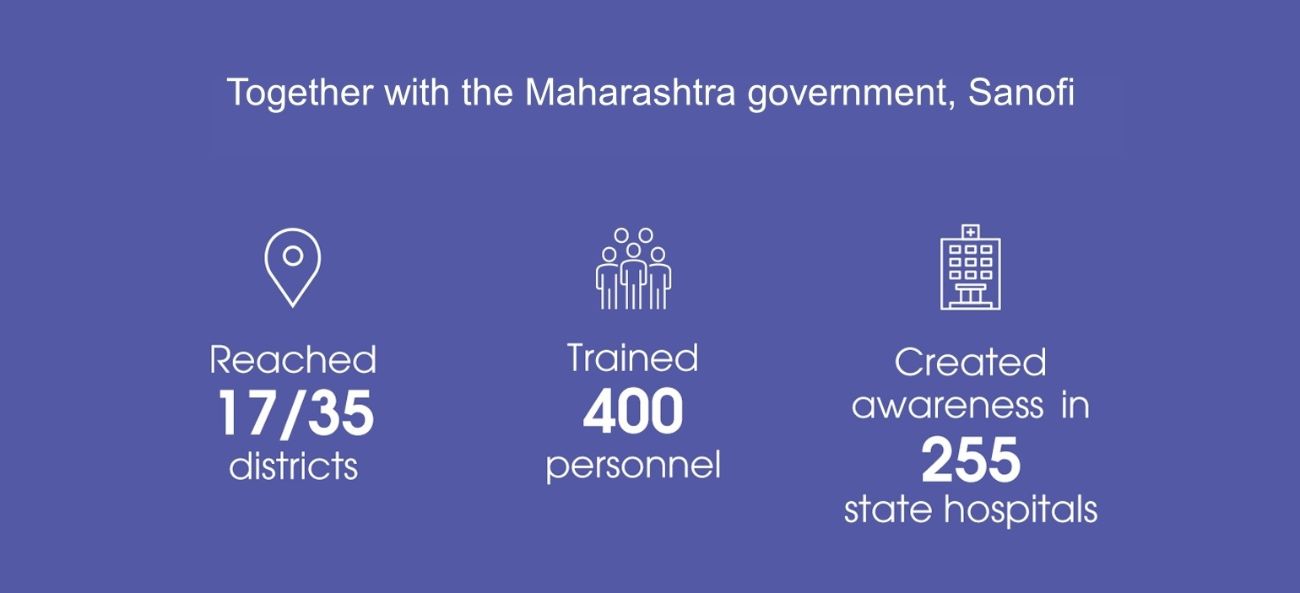 Together with the Maharashtra government, Sanofi
Reached
17/35
districts
Trained
400
personnel
Created
awareness in
255
state hospitals